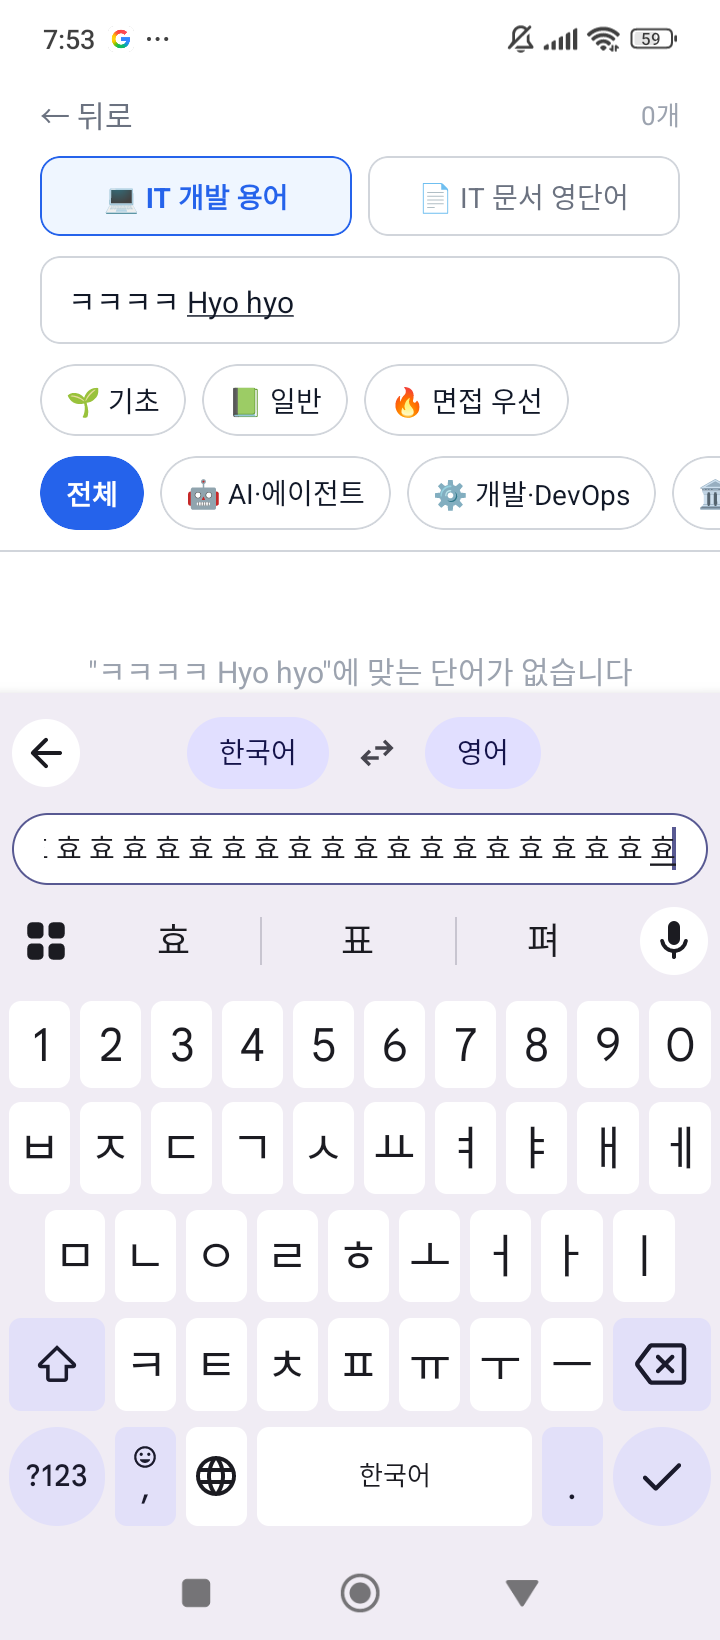 7:53 G ··· 59
← 뒤로 0개
💻 IT 개발 용어 📄 IT 문서 영단어
ㅋㅋㅋㅋ Hyo hyo
🌱 기초 📗 일반 🔥 면접 우선
전체 🤖 AI·에이전트 ⚙️ 개발·DevOps
"ㅋㅋㅋㅋ Hyo hyo"에 맞는 단어가 없습니다
한국어 영어
효 효 효 효 효 효 효 효 효 효 효 효 효 효 효 효 효 효 효
효 표 펴
1 2 3 4 5 6 7 8 9 0
ㅂ ㅈ ㄷ ㄱ ㅅ ㅛ ㅕ ㅑ ㅐ ㅔ
ㅁ ㄴ ㅇ ㄹ ㅎ ㅗ ㅓ ㅏ ㅣ
ㅋ ㅌ ㅊ ㅍ ㅠ ㅜ ㅡ
?123 , 한국어 .